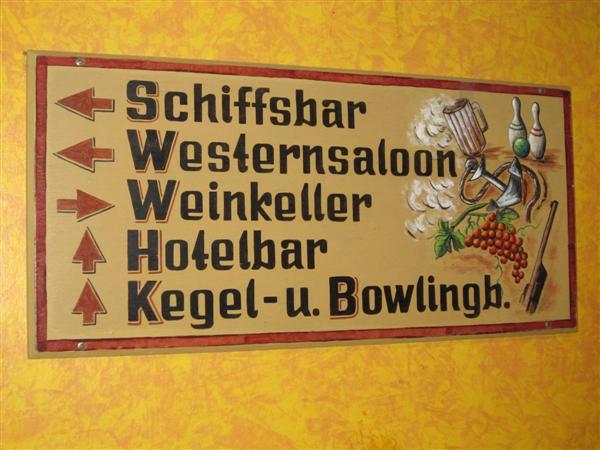 Schiffsbar
Westernsaloon
Weinkeller
Hotelbar
Kegel-u. Bowlingb.